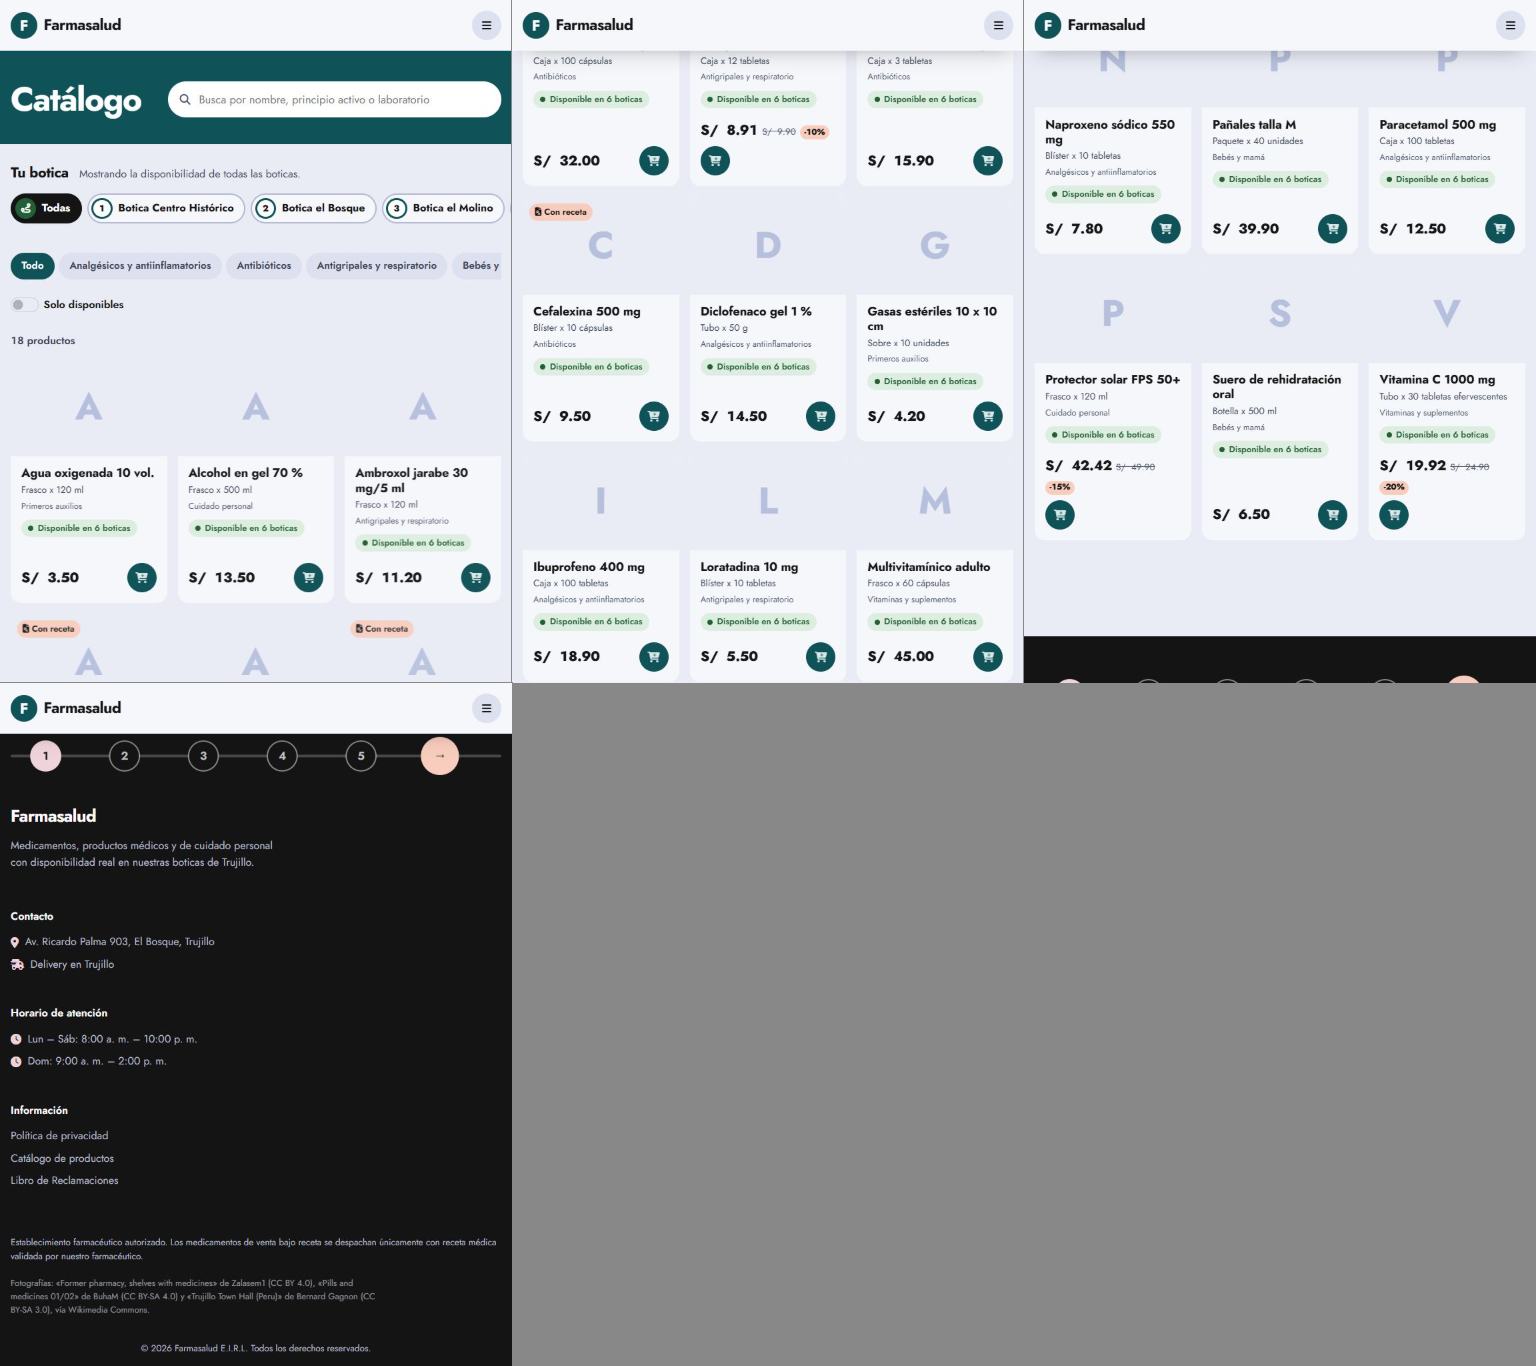 F Farmasalud
Catálogo
Busca por nombre, principio activo o laboratorio
Tu botica Mostrando la disponibilidad de todas las boticas.
Todas 1 Botica Centro Histórico 2 Botica el Bosque 3 Botica el Molino
Todo Analgésicos y antiinflamatorios Antibióticos Antigripales y respiratorio Bebés y
Solo disponibles
18 productos
A A A
Agua oxigenada 10 vol.
Frasco x 120 ml
Primeros auxilios
Disponible en 6 boticas
S/ 3.50
Alcohol en gel 70 %
Frasco x 500 ml
Cuidado personal
Disponible en 6 boticas
S/ 13.50
Ambroxol jarabe 30
mg/5 ml
Frasco x 120 ml
Antigripales y respiratorio
Disponible en 6 boticas
S/ 11.20
Con receta
Con receta
A A A
F Farmasalud
Caja x 100 cápsulas
Antibióticos
Disponible en 6 boticas
S/ 32.00
Caja x 12 tabletas
Antigripales y respiratorio
Disponible en 6 boticas
S/ 8.91 S/ 9.90 -10%
Caja x 3 tabletas
Antibióticos
Disponible en 6 boticas
S/ 15.90
Con receta
C D G
Cefalexina 500 mg
Blíster x 10 cápsulas
Antibióticos
Disponible en 6 boticas
S/ 9.50
Diclofenaco gel 1 %
Tubo x 50 g
Analgésicos y antiinflamatorios
Disponible en 6 boticas
S/ 14.50
Gasas estériles 10 x 10
cm
Sobre x 10 unidades
Primeros auxilios
Disponible en 6 boticas
S/ 4.20
I L M
Ibuprofeno 400 mg
Caja x 100 tabletas
Analgésicos y antiinflamatorios
Disponible en 6 boticas
S/ 18.90
Loratadina 10 mg
Blíster x 10 tabletas
Antigripales y respiratorio
Disponible en 6 boticas
S/ 5.50
Multivitamínico adulto
Frasco x 60 cápsulas
Vitaminas y suplementos
Disponible en 6 boticas
S/ 45.00
F Farmasalud
N P P
Naproxeno sódico 550
mg
Blíster x 10 tabletas
Analgésicos y antiinflamatorios
Disponible en 6 boticas
S/ 7.80
Pañales talla M
Paquete x 40 unidades
Bebés y mamá
Disponible en 6 boticas
S/ 39.90
Paracetamol 500 mg
Caja x 100 tabletas
Analgésicos y antiinflamatorios
Disponible en 6 boticas
S/ 12.50
P S V
Protector solar FPS 50+
Frasco x 120 ml
Cuidado personal
Disponible en 6 boticas
S/ 42.42 S/ 49.90
-15%
Suero de rehidratación
oral
Botella x 500 ml
Bebés y mamá
Disponible en 6 boticas
S/ 6.50
Vitamina C 1000 mg
Tubo x 30 tabletas efervescentes
Vitaminas y suplementos
Disponible en 6 boticas
S/ 19.92 S/ 24.90
-20%
F Farmasalud
1 2 3 4 5 →
Farmasalud
Medicamentos, productos médicos y de cuidado personal
con disponibilidad real en nuestras boticas de Trujillo.
Contacto
Av. Ricardo Palma 903, El Bosque, Trujillo
Delivery en Trujillo
Horario de atención
Lun – Sáb: 8:00 a. m. – 10:00 p. m.
Dom: 9:00 a. m. – 2:00 p. m.
Información
Política de privacidad
Catálogo de productos
Libro de Reclamaciones
Establecimiento farmacéutico autorizado. Los medicamentos de venta bajo receta se despachan únicamente con receta médica
validada por nuestro farmacéutico.
Fotografías: «Former pharmacy, shelves with medicines» de Zalasem1 (CC BY 4.0), «Pills and
medicines 01/02» de BuhaM (CC BY-SA 4.0) y «Trujillo Town Hall (Peru)» de Bernard Gagnon (CC
BY-SA 3.0), vía Wikimedia Commons.
© 2026 Farmasalud E.I.R.L. Todos los derechos reservados.